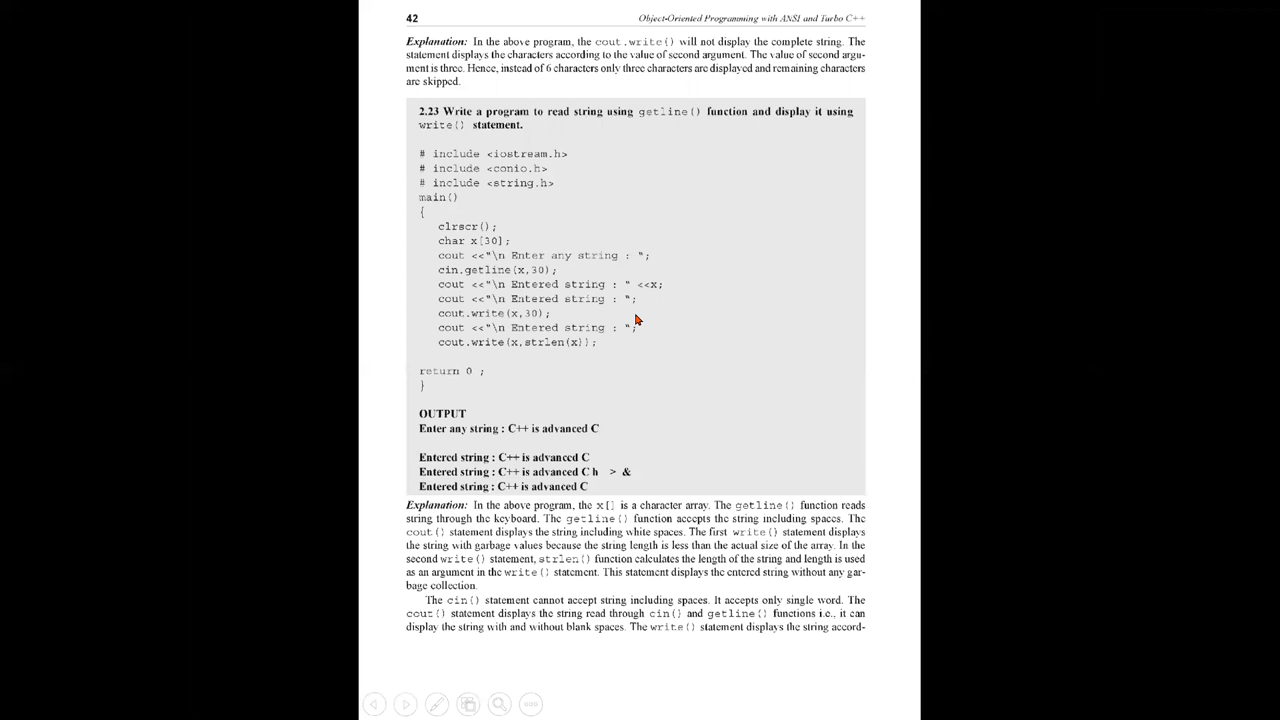 42 Object-Oriented Programming with ANSI and Turbo C++
Explanation: In the above program, the cout.write() will not display the complete string. The
statement displays the characters according to the value of second argument. The value of second argu-
ment is three. Hence, instead of 6 characters only three characters are displayed and remaining characters
are skipped.
2.23 Write a program to read string using getline() function and display it using
write() statement.
# include <iostream.h>
# include <conio.h>
# include <string.h>
main()
{
clrscr();
char x[30];
cout <<"\n Enter any string : ";
cin.getline(x,30);
cout <<"\n Entered string : " <<x;
cout <<"\n Entered string : ";
cout.write(x,30);
cout <<"\n Entered string : ";
cout.write(x,strlen(x));
return 0 ;
}
OUTPUT
Enter any string : C++ is advanced C
Entered string : C++ is advanced C
Entered string : C++ is advanced C h > &
Entered string : C++ is advanced C
Explanation: In the above program, the x[] is a character array. The getline() function reads
string through the keyboard. The getline() function accepts the string including spaces. The
cout() statement displays the string including white spaces. The first write() statement displays
the string with garbage values because the string length is less than the actual size of the array. In the
second write() statement, strlen() function calculates the length of the string and length is used
as an argument in the write() statement. This statement displays the entered string without any gar-
bage collection.
The cin() statement cannot accept string including spaces. It accepts only single word. The
cout() statement displays the string read through cin() and getline() functions i.e., it can
display the string with and without blank spaces. The write() statement displays the string accord-